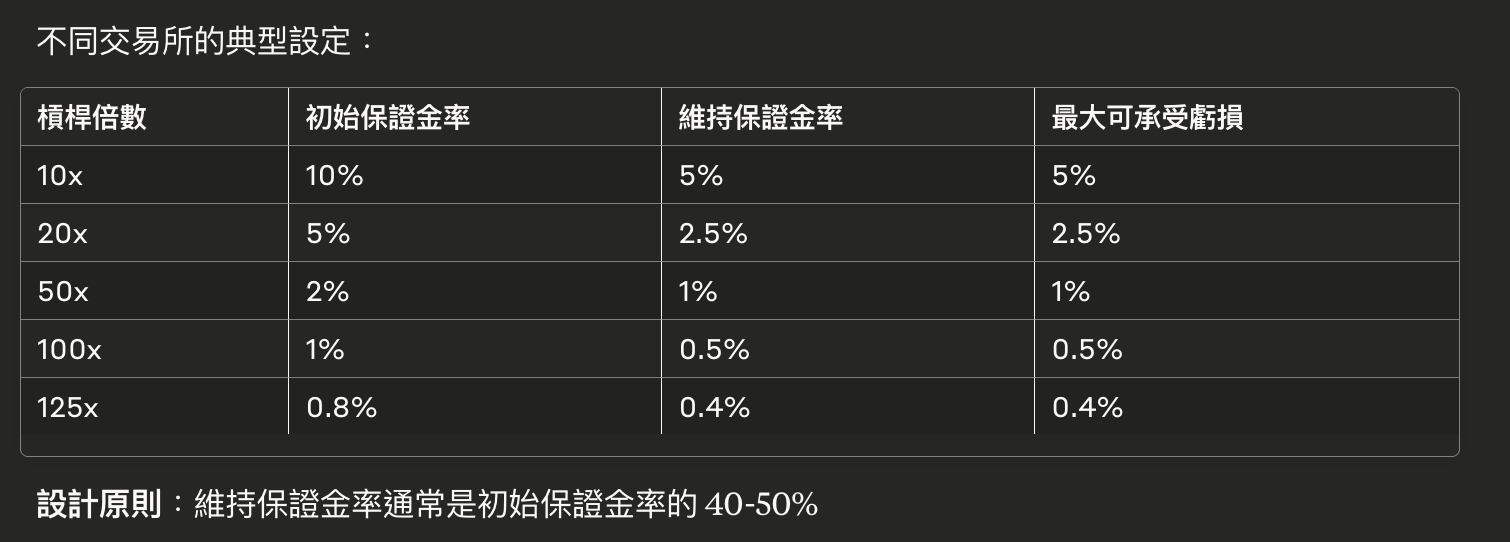 不同交易所的典型設定：
槓桿倍數 初始保證金率 維持保證金率 最大可承受虧損
10x 10% 5% 5%
20x 5% 2.5% 2.5%
50x 2% 1% 1%
100x 1% 0.5% 0.5%
125x 0.8% 0.4% 0.4%
設計原則：維持保證金率通常是初始保證金率的 40-50%